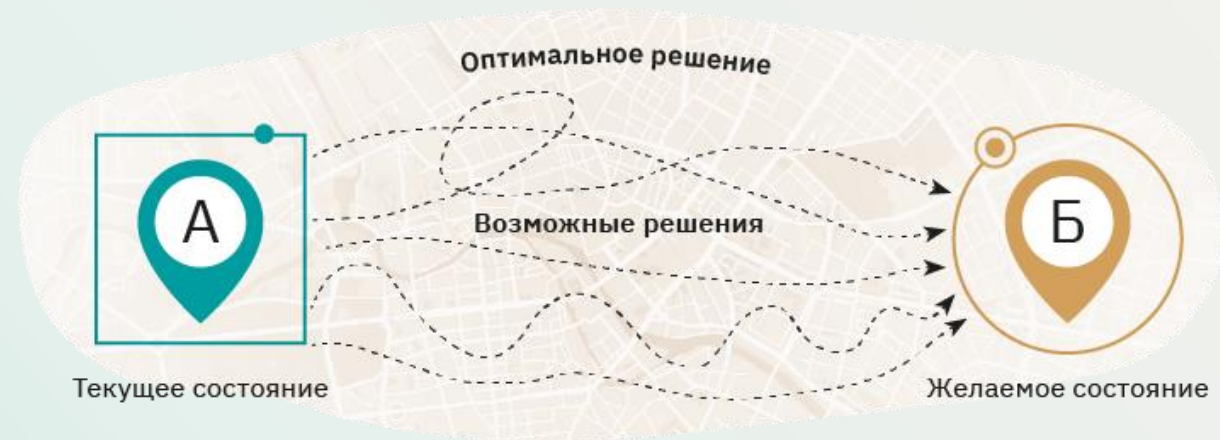 Оптимальное решение
А
Б
Возможные решения
Текущее состояние
Желаемое состояние